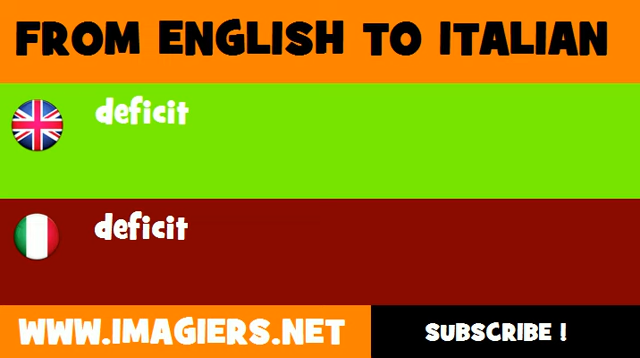 FROM ENGLISH TO ITALIAN
deficit
deficit
WWW.IMAGIERS.NET
SUBSCRIBE !